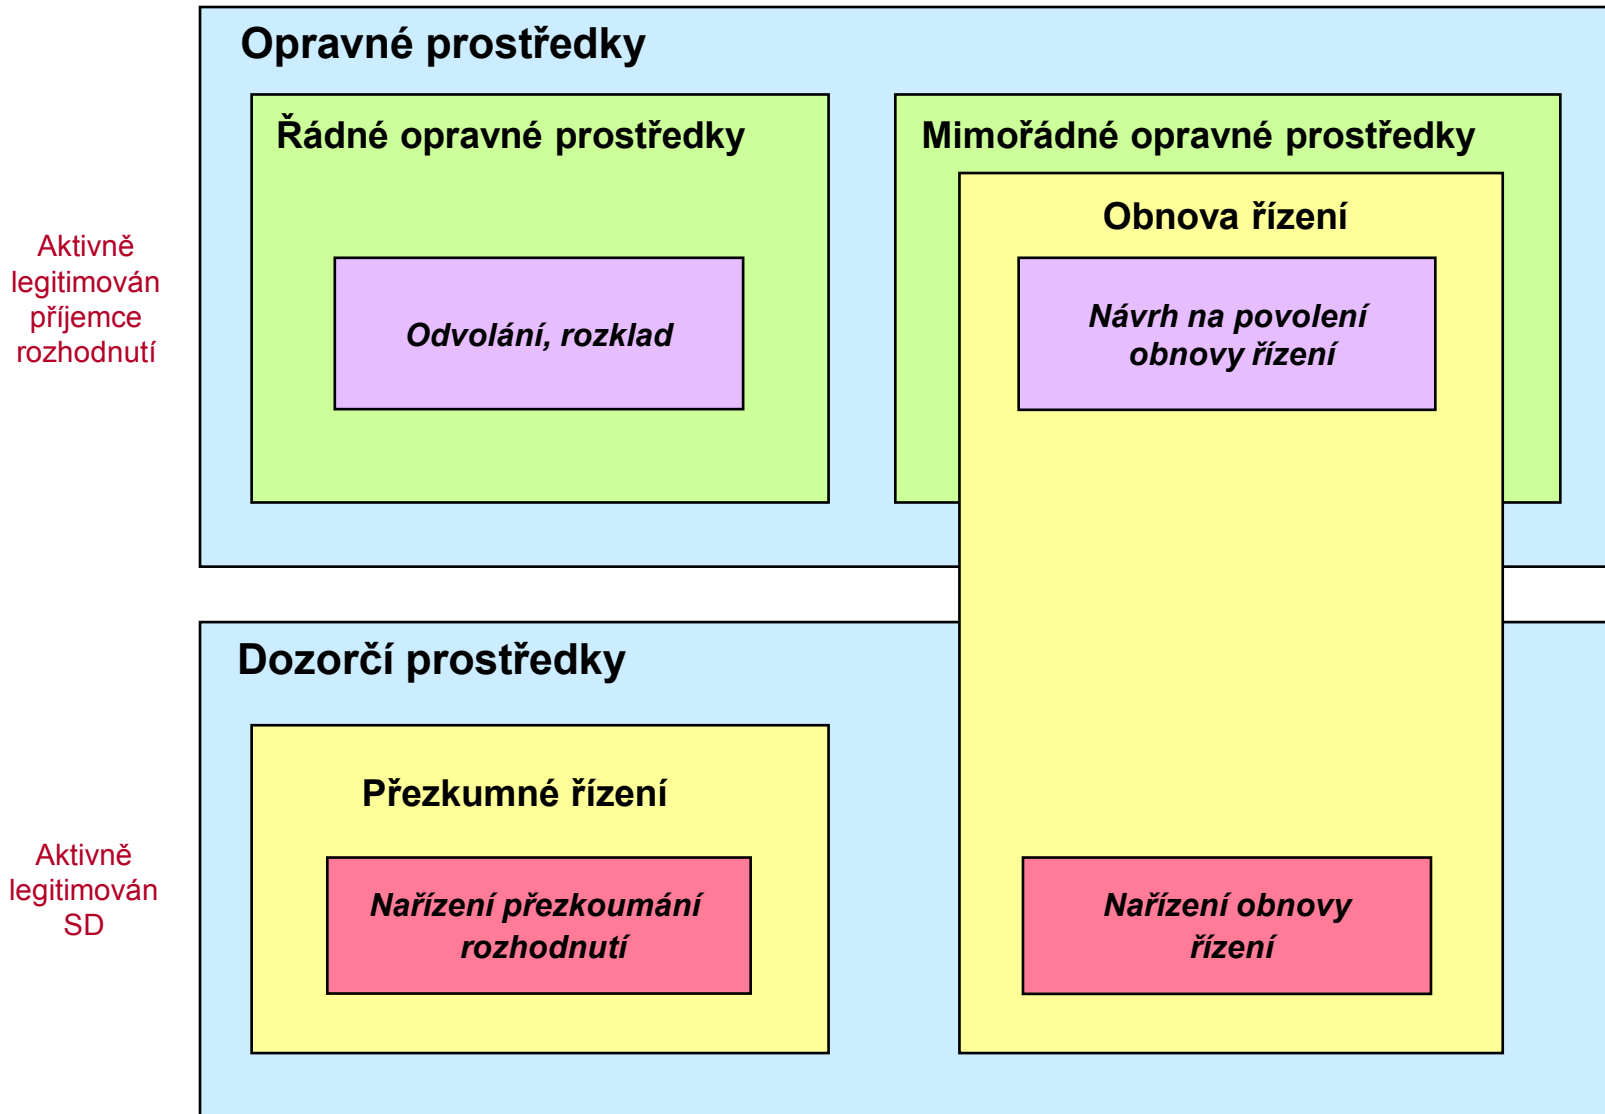 Opravné prostředky
Řádné opravné prostředky
Mimořádné opravné prostředky
Obnova řízení
Aktivně
legitimován
příjemce
rozhodnutí
Odvolání, rozklad
Návrh na povolení
obnovy řízení
Dozorčí prostředky
Přezkumné řízení
Aktivně
legitimován
SD
Nařízení přezkoumání
rozhodnutí
Nařízení obnovy
řízení